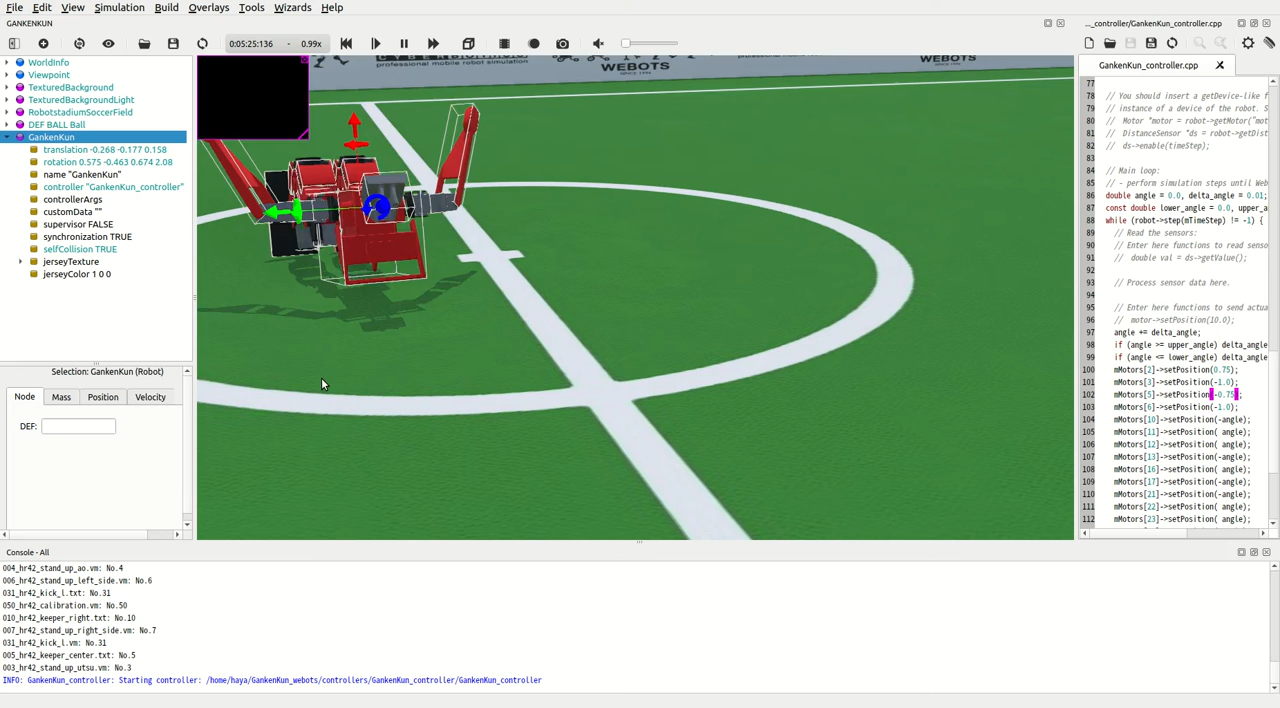 File Edit View Simulation Build Overlays Tools Wizards Help
GANKENKUN
..._controller/GankenKun_controller.cpp
0:05:25:136 - 0.99x
GankenKun_controller.cpp
WorldInfo
Viewpoint
TexturedBackground
TexturedBackgroundLight
RobotstadiumSoccerField
DEF BALL Ball
GankenKun
translation -0.268 -0.177 0.158
rotation 0.575 -0.463 0.674 2.08
name "GankenKun"
controller "GankenKun_controller"
controllerArgs
customData ""
supervisor FALSE
synchronization TRUE
selfCollision TRUE
jerseyTexture
jerseyColor 1 0 0
professional mobile robot simulation
WEBOTS
WEBOTS
77
78 // You should insert a getDevice-like f
79 // instance of a device of the robot. S
80 // Motor *motor = robot->getMotor("mot
81 // DistanceSensor *ds = robot->getDist
82 // ds->enable(timeStep);
83
84 // Main loop:
85 // - perform simulation steps until Web
86 double angle = 0.0, delta_angle = 0.01;
87 const double lower_angle = 0.0, upper_a
88 while (robot->step(mTimeStep) != -1) {
89 // Read the sensors:
90 // Enter here functions to read senso
91 // double val = ds->getValue();
92
93 // Process sensor data here.
94
95 // Enter here functions to send actua
96 // motor->setPosition(10.0);
97 angle += delta_angle;
98 if (angle >= upper_angle) delta_angle
99 if (angle <= lower_angle) delta_angle
100 mMotors[2]->setPosition(0.75);
101 mMotors[3]->setPosition(-1.0);
102 mMotors[5]->setPosition(-0.75);
103 mMotors[6]->setPosition(-1.0);
104 mMotors[10]->setPosition(-angle);
105 mMotors[11]->setPosition( angle);
106 mMotors[12]->setPosition( angle);
107 mMotors[13]->setPosition(-angle);
108 mMotors[16]->setPosition( angle);
109 mMotors[17]->setPosition(-angle);
110 mMotors[21]->setPosition( angle);
111 mMotors[22]->setPosition( angle);
112 mMotors[23]->setPosition( angle);
Selection: GankenKun (Robot)
Node Mass Position Velocity
DEF:
Console - All
004_hr42_stand_up_ao.vm: No.4
006_hr42_stand_up_left_side.vm: No.6
031_hr42_kick_l.txt: No.31
050_hr42_calibration.vm: No.50
010_hr42_keeper_right.txt: No.10
007_hr42_stand_up_right_side.vm: No.7
031_hr42_kick_l.vm: No.31
005_hr42_keeper_center.txt: No.5
003_hr42_stand_up_utsu.vm: No.3
INFO: GankenKun_controller: Starting controller: /home/haya/GankenKun_webots/controllers/GankenKun_controller/GankenKun_controller